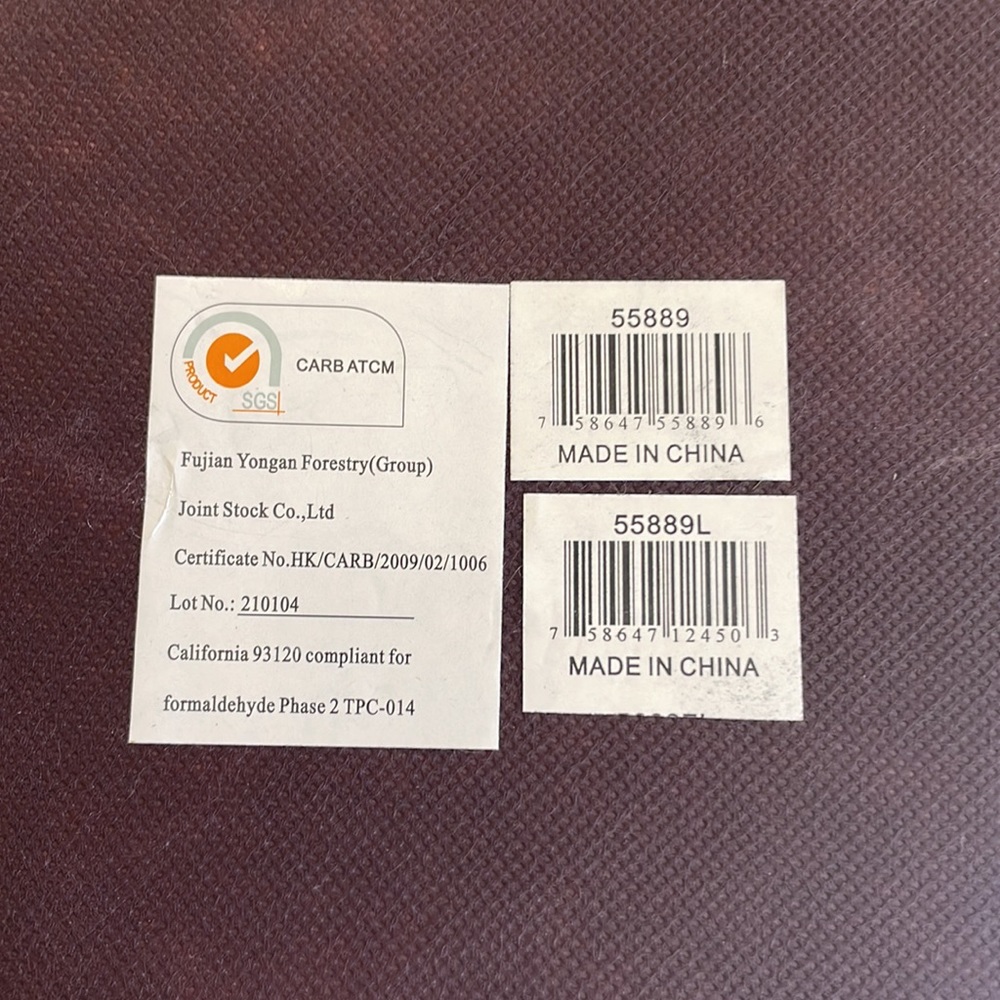 PRODUCT
SGS
CARB ATCM
Fujian Yongan Forestry(Group)
Joint Stock Co.,Ltd
Certificate No.HK/CARB/2009/02/1006
Lot No.: 210104
California 93120 compliant for
formaldehyde Phase 2 TPC-014
55889
7 58647 55889 6
MADE IN CHINA
55889L
7 58647 12450 3
MADE IN CHINA